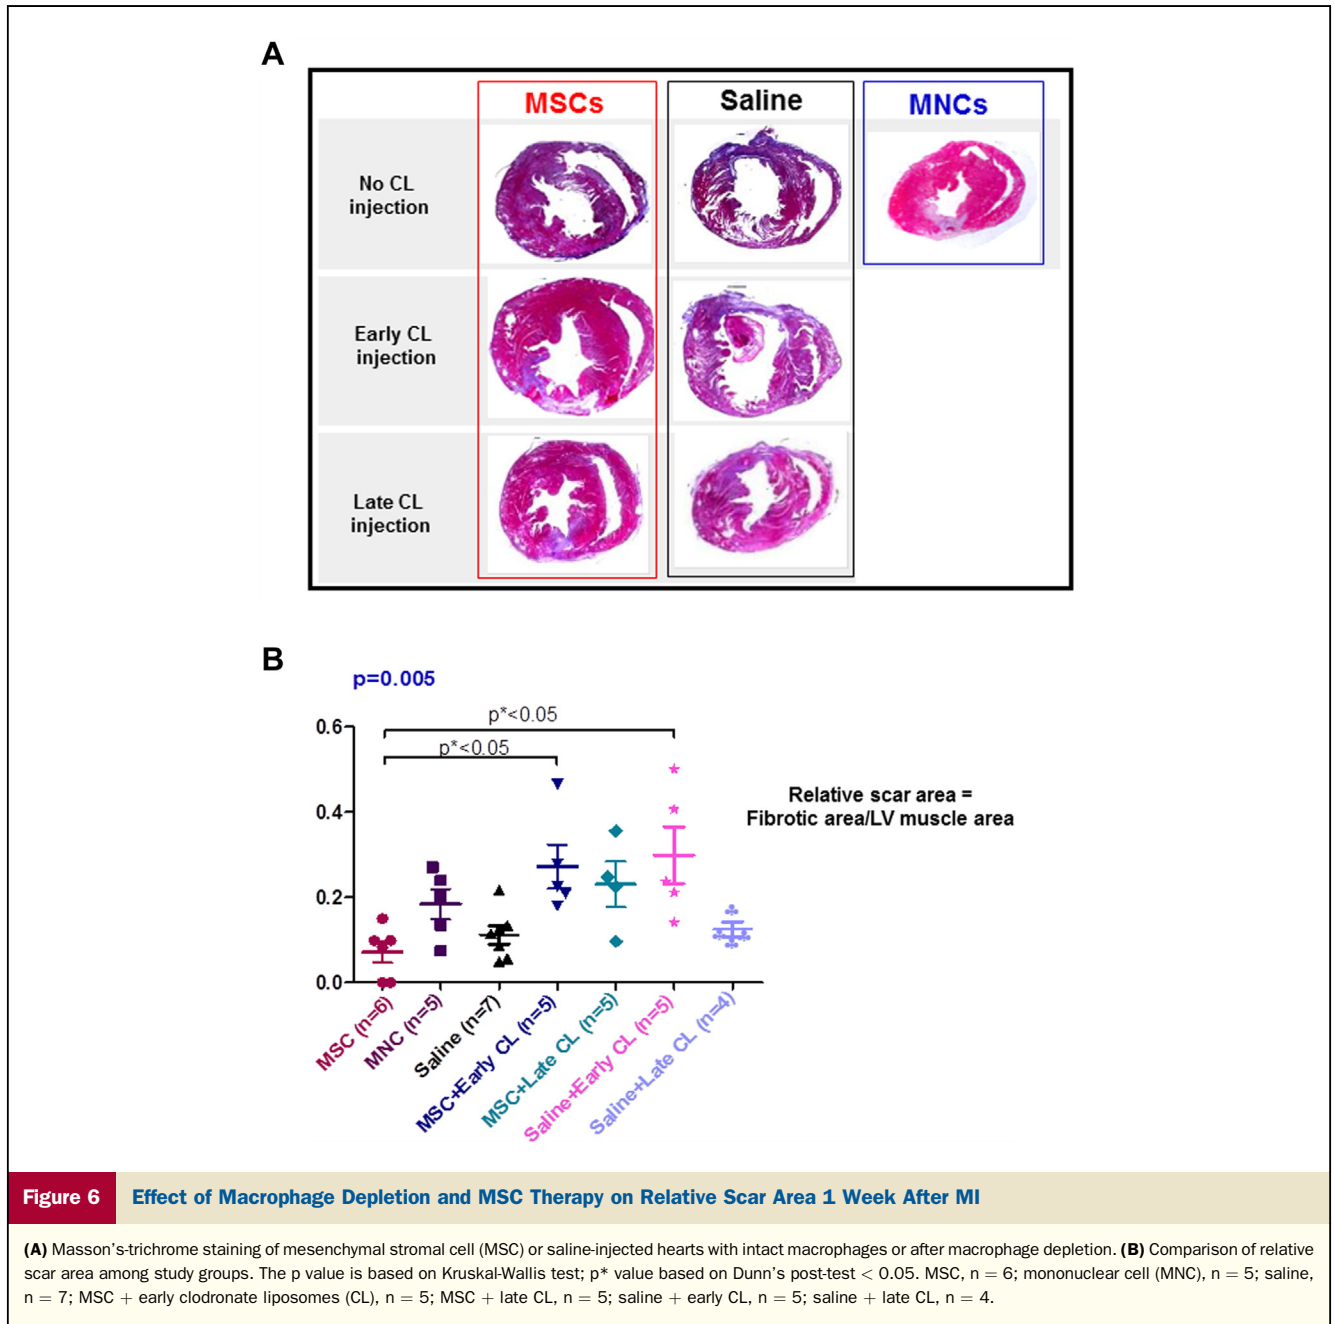 A
MSCs
Saline
MNCs
No CL
injection
Early CL
injection
Late CL
injection
B
p=0.005
p*<0.05
p*<0.05
0.6
0.4
0.2
0.0
Relative scar area =
Fibrotic area/LV muscle area
MSC (n=6)
MNC (n=5)
Saline (n=7)
MSC+Early CL (n=5)
MSC+Late CL (n=5)
Saline+Early CL (n=5)
Saline+Late CL (n=4)
Figure 6
Effect of Macrophage Depletion and MSC Therapy on Relative Scar Area 1 Week After MI
(A) Masson's-trichrome staining of mesenchymal stromal cell (MSC) or saline-injected hearts with intact macrophages or after macrophage depletion. (B) Comparison of relative
scar area among study groups. The p value is based on Kruskal-Wallis test; p* value based on Dunn's post-test < 0.05. MSC, n = 6; mononuclear cell (MNC), n = 5; saline,
n = 7; MSC + early clodronate liposomes (CL), n = 5; MSC + late CL, n = 5; saline + early CL, n = 5; saline + late CL, n = 4.